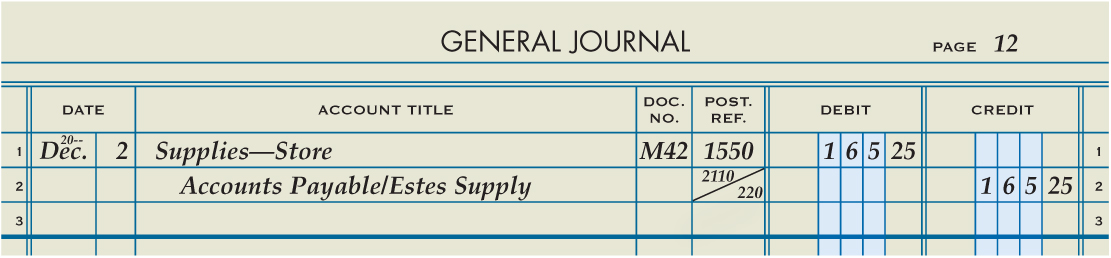 GENERAL JOURNAL PAGE 12
DATE ACCOUNT TITLE DOC. NO. POST. REF. DEBIT CREDIT
1 20-- Dec. 2 Supplies—Store M42 1550 1 6 5 25 1
2 Accounts Payable/Estes Supply 2110/220 1 6 5 25 2
3 3